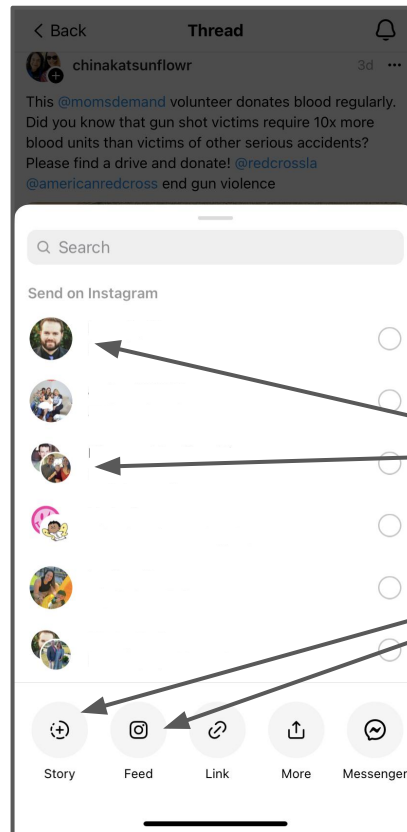 Back Thread
chinakatsunflowr 3d •••
This @momsdemand volunteer donates blood regularly.
Did you know that gun shot victims require 10x more
blood units than victims of other serious accidents?
Please find a drive and donate! @redcrossla
@americanredcross end gun violence
Search
Send on Instagram
Story Feed Link More Messenger